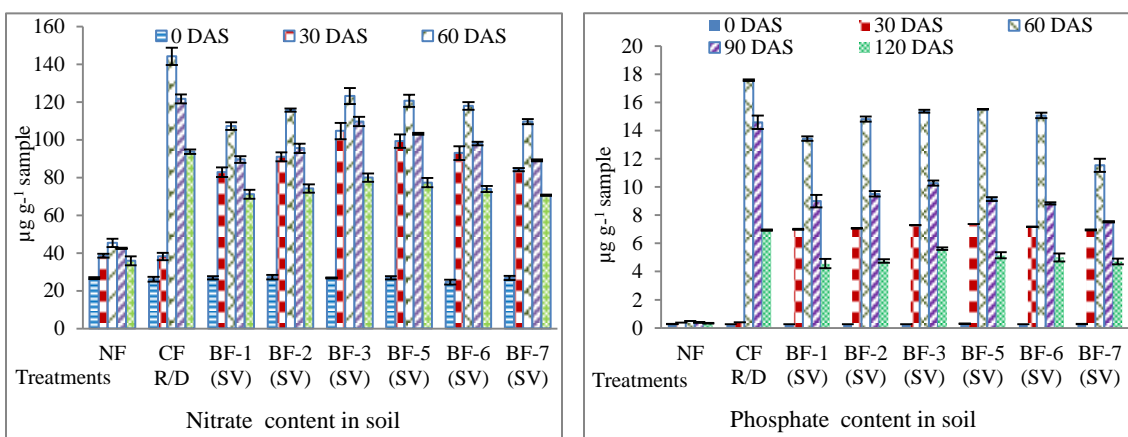 160
140
120
100
80
60
40
20
0
µg g-1 sample
0 DAS 30 DAS 60 DAS
NF CF BF-1 BF-2 BF-3 BF-5 BF-6 BF-7
Treatments R/D (SV) (SV) (SV) (SV) (SV) (SV)
Nitrate content in soil
20
18
16
14
12
10
8
6
4
2
0
µg g-1 sample
0 DAS 30 DAS 60 DAS
90 DAS 120 DAS
NF CF BF-1 BF-2 BF-3 BF-5 BF-6 BF-7
Treatments R/D (SV) (SV) (SV) (SV) (SV) (SV)
Phosphate content in soil